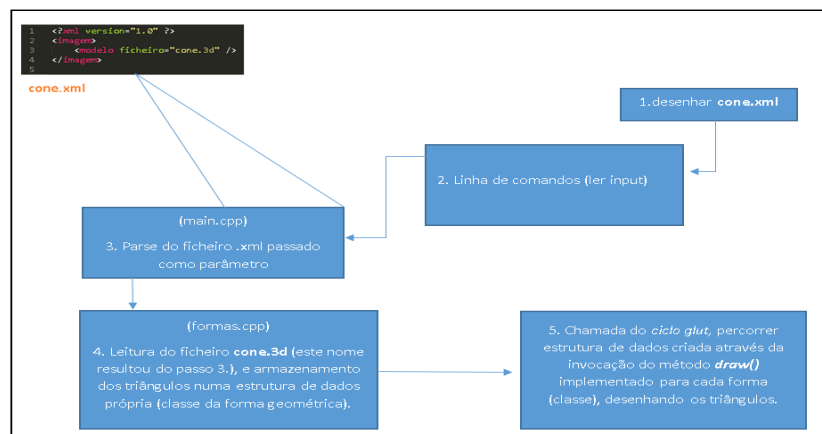 1 <?xml version="1.0" ?>
2 <imagem>
3 <modelo ficheiro="cone.3d" />
4 </imagem>
5
cone.xml
1.desenhar cone.xml
2. Linha de comandos (ler input)
(main.cpp)
3. Parse do ficheiro .xml passado
como parâmetro
(formas.cpp)
4. Leitura do ficheiro cone.3d (este nome
resultou do passo 3.), e armazenamento
dos triângulos numa estrutura de dados
própria (classe da forma geométrica).
5. Chamada do ciclo glut, percorrer
estrutura de dados criada através da
invocação do método draw()
implementado para cada forma
(classe), desenhando os triângulos.